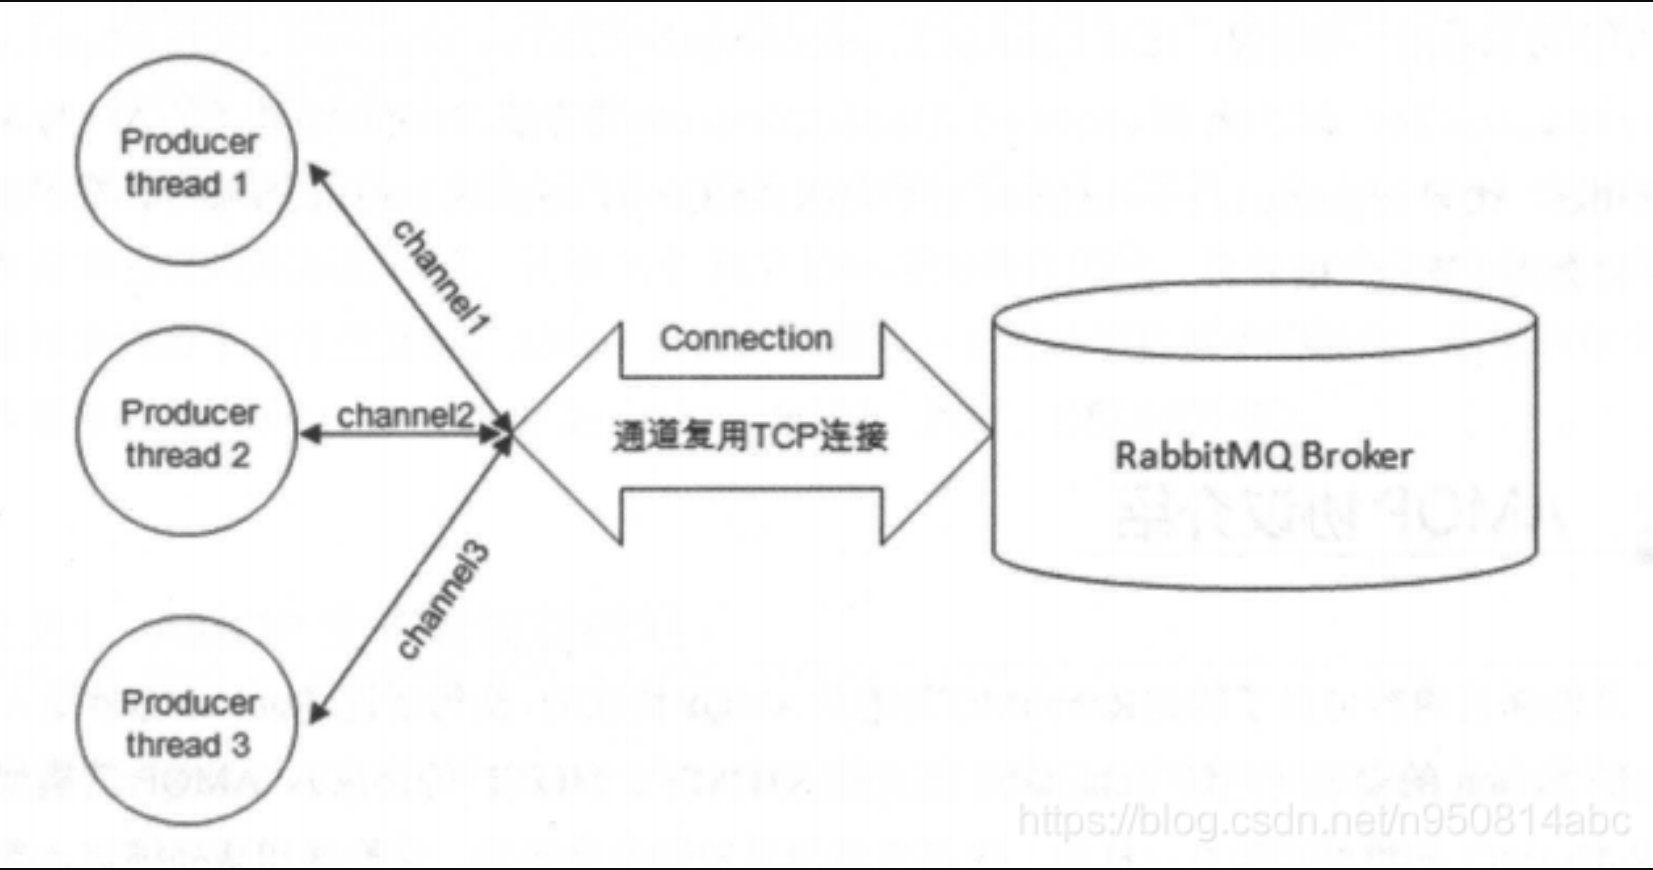 Producer
thread 1
channel1
Producer
thread 2
channel2
Producer
thread 3
channel3
Connection
通道复用TCP连接
RabbitMQ Broker
https://blog.csdn.net/n950814abc